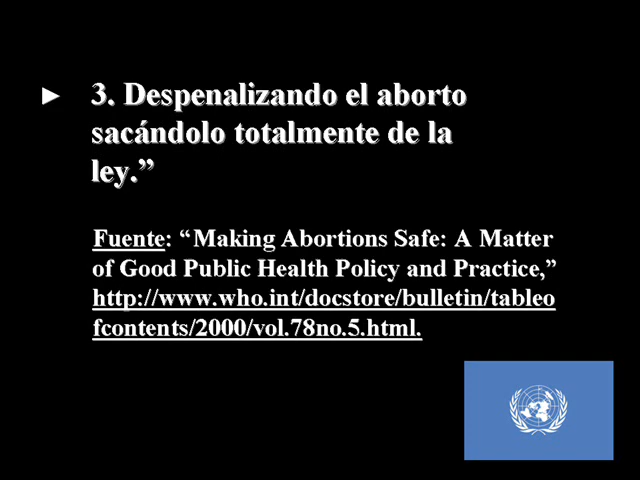 ► 3. Despenalizando el aborto
sacándolo totalmente de la
ley.”
Fuente: “Making Abortions Safe: A Matter
of Good Public Health Policy and Practice,”
http://www.who.int/docstore/bulletin/tableo
fcontents/2000/vol.78no.5.html.